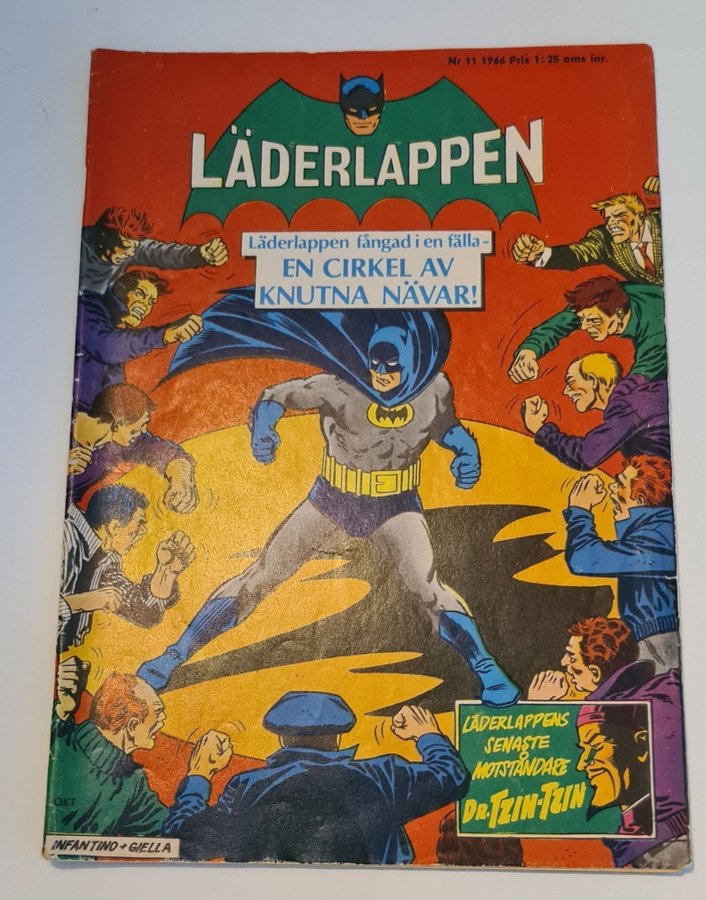 Nr 11 1966 Pris 1:25 oms inr.
LÄDERLAPPEN
Läderlappen fångad i en fälla-
EN CIRKEL AV
KNUTNA NÄVAR!
LÄDERLAPPENS
SENASTE
MOTSTÅNDARE
DR. TZIN-TZIN
OKT
INFANTINO + GIELLA